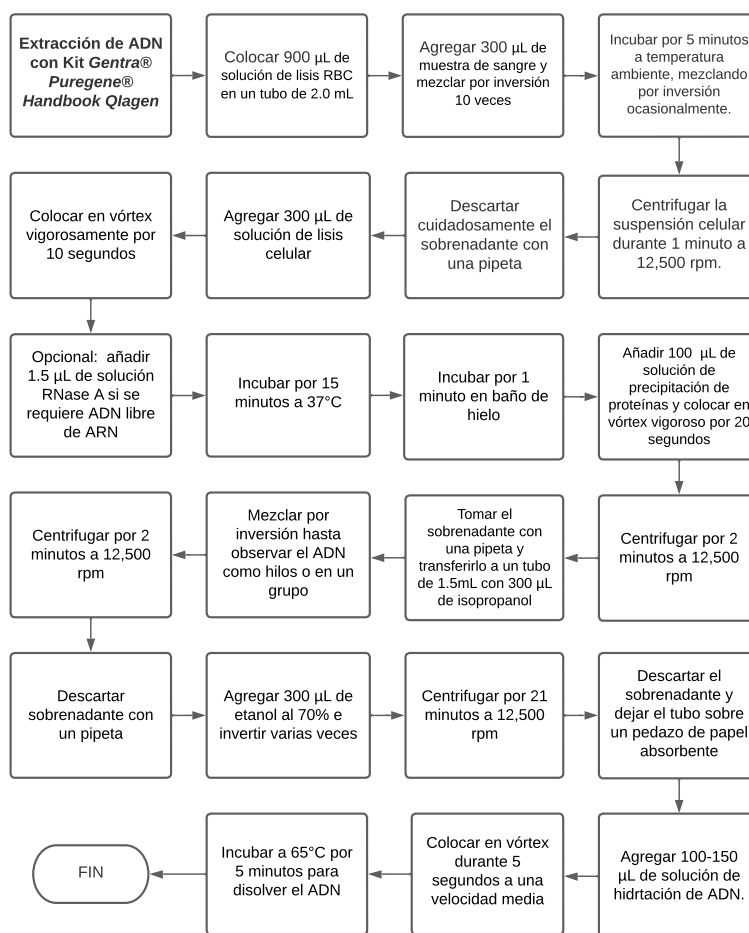 Extracción de ADN
con Kit Gentra®
Puregene®
Handbook QIagen
Colocar 900 µL de
solución de lisis RBC
en un tubo de 2.0 mL
Agregar 300 µL de
muestra de sangre y
mezclar por inversión
10 veces
Incubar por 5 minutos
a temperatura
ambiente, mezclando
por inversión
ocasionalmente.
Centrifugar la
suspensión celular
durante 1 minuto a
12,500 rpm.
Descartar
cuidadosamente el
sobrenadante con
una pipeta
Agregar 300 µL de
solución de lisis
celular
Colocar en vórtex
vigorosamente por
10 segundos
Opcional: añadir
1.5 µL de solución
RNase A si se
requiere ADN libre
de ARN
Incubar por 15
minutos a 37°C
Incubar por 1
minuto en baño de
hielo
Añadir 100 µL de
solución de
precipitación de
proteínas y colocar en
vórtex vigoroso por 20
segundos
Centrifugar por 2
minutos a 12,500
rpm
Tomar el
sobrenadante con
una pipeta y
transferirlo a un tubo
de 1.5mL con 300 µL
de isopropanol
Mezclar por
inversión hasta
observar el ADN
como hilos o en un
grupo
Centrifugar por 2
minutos a 12,500
rpm
Descartar
sobrenadante con
un pipeta
Agregar 300 µL de
etanol al 70% e
invertir varias veces
Centrifugar por 21
minutos a 12,500
rpm
Descartar el
sobrenadante y
dejar el tubo sobre
un pedazo de papel
absorbente
Agregar 100-150
µL de solución de
hidrtación de ADN.
Colocar en vórtex
durante 5
segundos a una
velocidad media
Incubar a 65°C por
5 minutos para
disolver el ADN
FIN